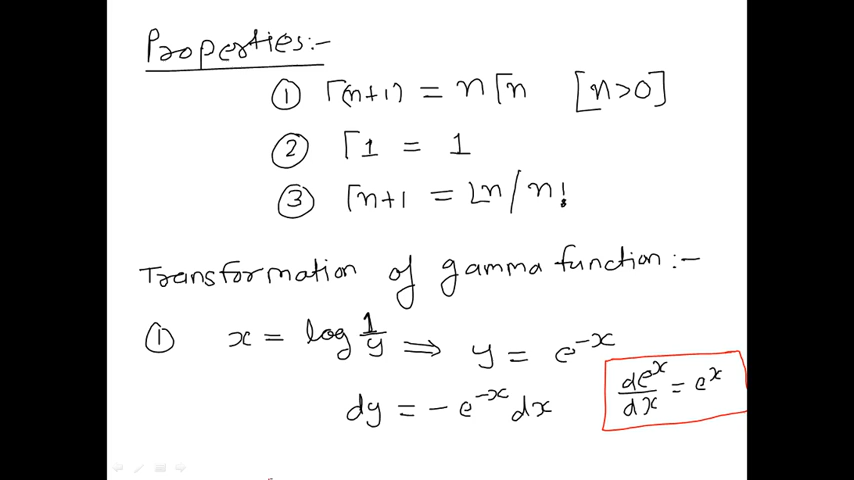 Properties:-
① Γ(n+1) = n Γn [n>0]
② Γ1 = 1
③ Γn+1 = ⌊n / n!
Transformation of gamma function:-
① x = log 1/y ⟹ y = e^-x
dy = -e^-x dx
de^x/dx = e^x